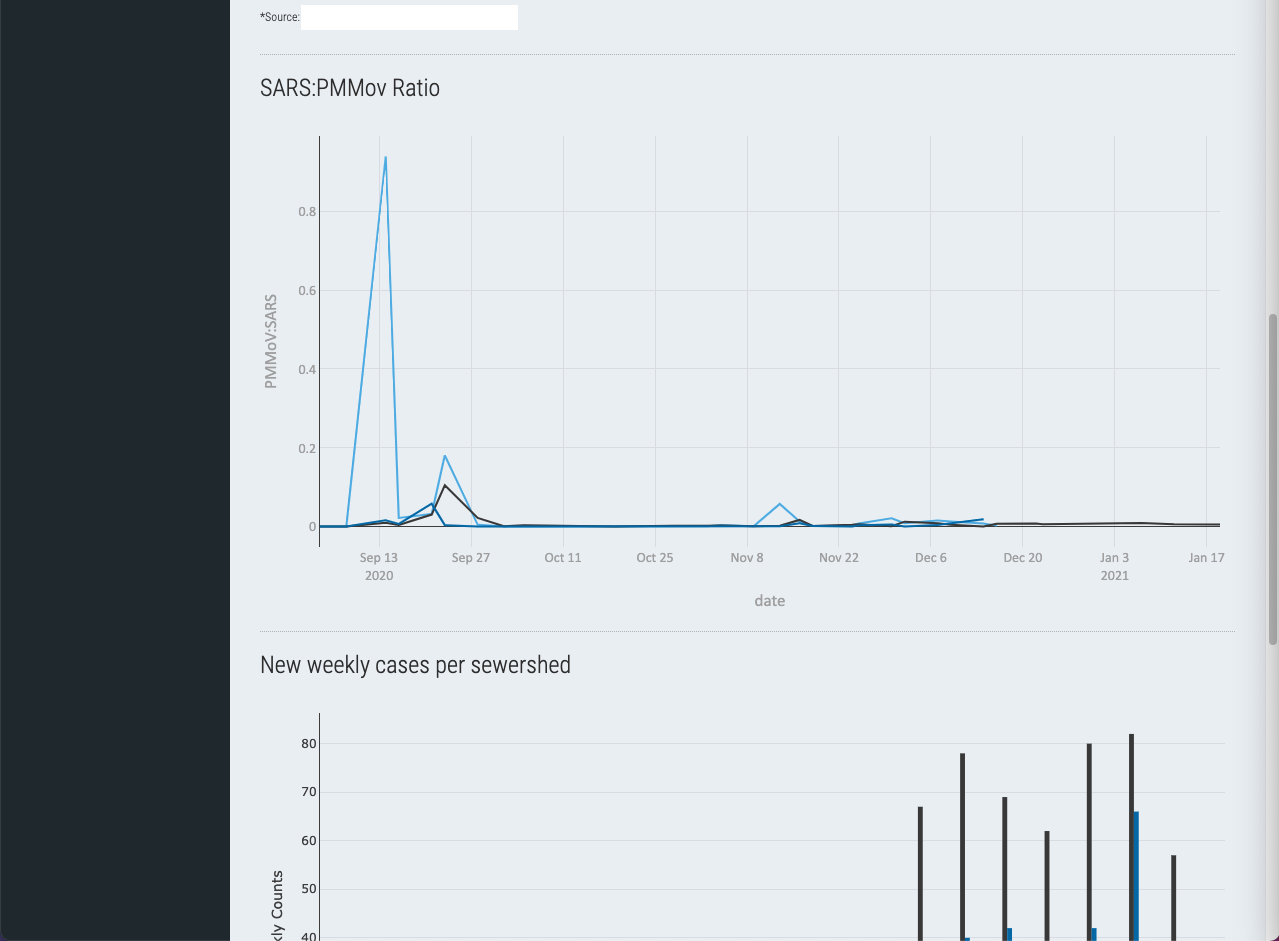 *Source:
SARS:PMMov Ratio
0.8
0.6
0.4
0.2
0
PMMoV:SARS
Sep 13
2020
Sep 27
Oct 11
Oct 25
Nov 8
Nov 22
Dec 6
Dec 20
Jan 3
2021
Jan 17
date
New weekly cases per sewershed
80
70
60
50
40
kly Counts